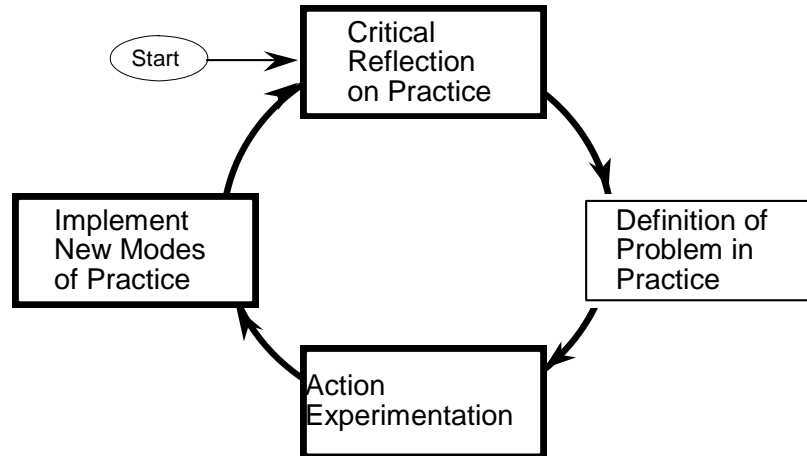 Start
Critical
Reflection
on Practice
Definition of
Problem in
Practice
Action
Experimentation
Implement
New Modes
of Practice